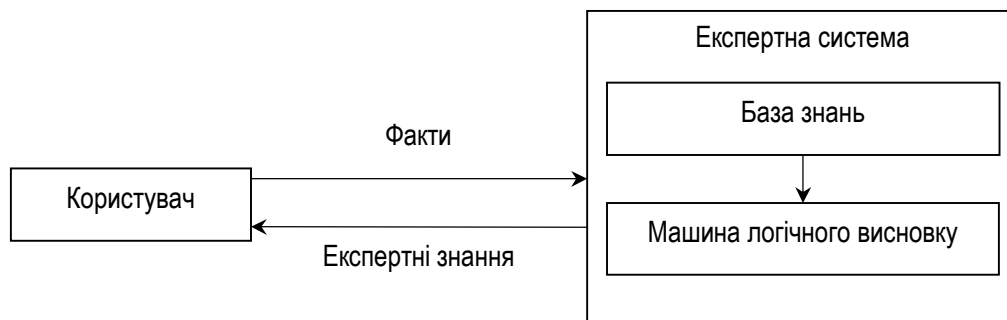 Експертна система
База знань
Факти
Користувач
Машина логічного висновку
Експертні знання